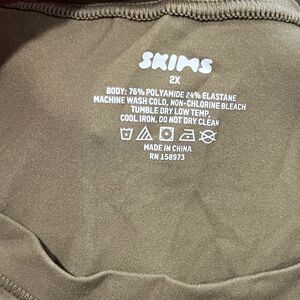 SKIMS
2X
BODY: 76% POLYAMIDE 24% ELASTANE
MACHINE WASH COLD, NON-CHLORINE BLEACH
TUMBLE DRY LOW TEMP,
COOL IRON, DO NOT DRY CLEAN
MADE IN CHINA
RN 158973